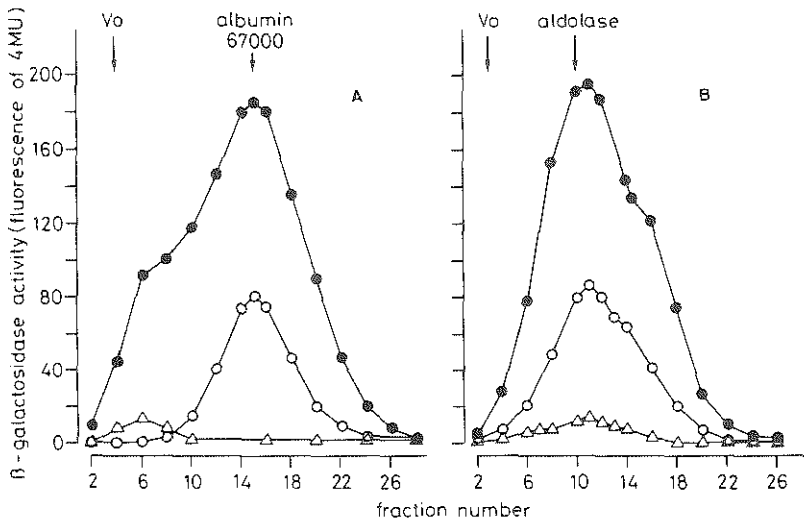 Vo albumin 67000
A
Vo aldolase
B
200
160
120
80
40
0
ß-galactosidase activity (fluorescence of 4MU)
2 6 10 14 18 22 26
2 6 10 14 18 22 26
fraction number